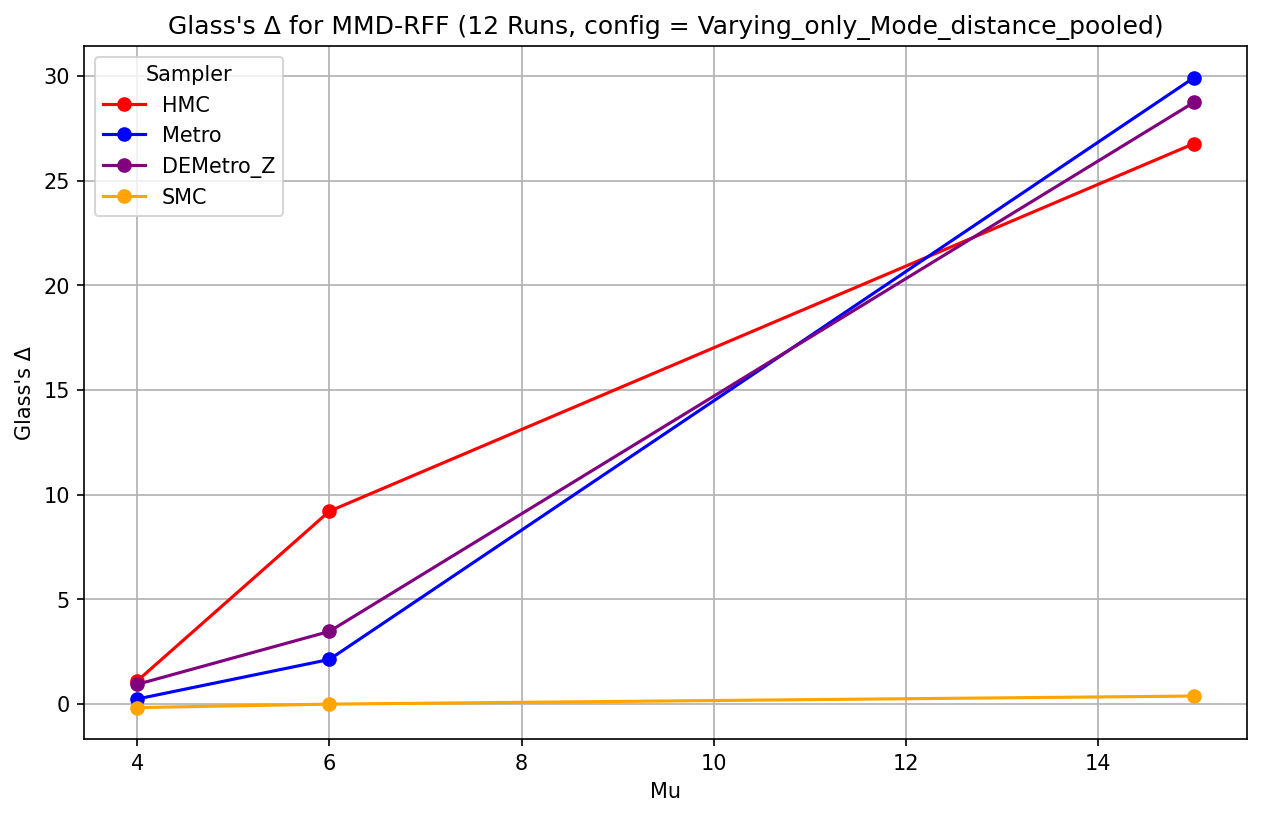 Glass's Δ for MMD-RFF (12 Runs, config = Varying_only_Mode_distance_pooled)
Sampler
HMC
Metro
DEMetro_Z
SMC
Glass's Δ
30
25
20
15
10
5
0
4 6 8 10 12 14
Mu